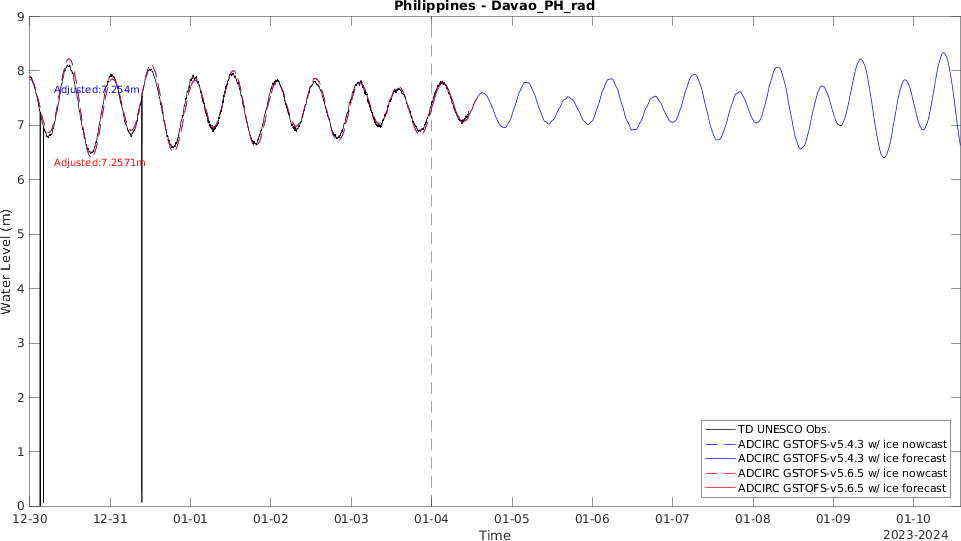 Philippines - Davao_PH_rad
9
8
7
6
5
4
3
2
1
0
Water Level (m)
Adjusted:7.254m
Adjusted:7.2571m
TD UNESCO Obs.
ADCIRC GSTOFS-v5.4.3 w/ ice nowcast
ADCIRC GSTOFS-v5.4.3 w/ ice forecast
ADCIRC GSTOFS-v5.6.5 w/ ice nowcast
ADCIRC GSTOFS-v5.6.5 w/ ice forecast
12-30 12-31 01-01 01-02 01-03 01-04 01-05 01-06 01-07 01-08 01-09 01-10
Time
2023-2024